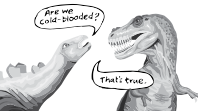 Are we
cold-blooded?
That's true.